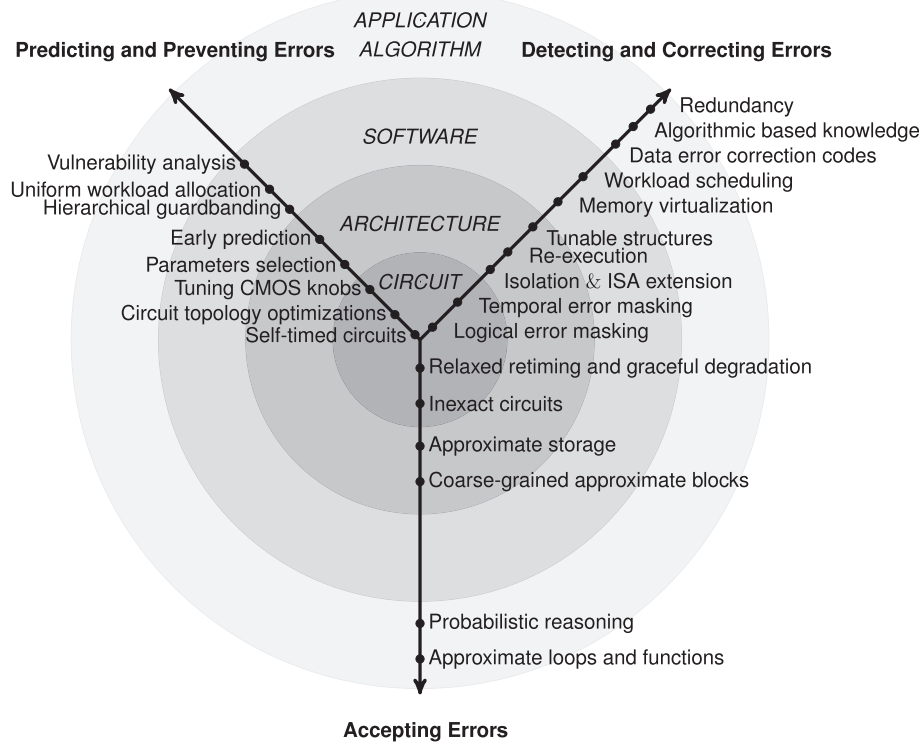 APPLICATION
ALGORITHM
Predicting and Preventing Errors
Detecting and Correcting Errors
SOFTWARE
ARCHITECTURE
CIRCUIT
Vulnerability analysis
Uniform workload allocation
Hierarchical guardbanding
Early prediction
Parameters selection
Tuning CMOS knobs
Circuit topology optimizations
Self-timed circuits
Redundancy
Algorithmic based knowledge
Data error correction codes
Workload scheduling
Memory virtualization
Tunable structures
Re-execution
Isolation & ISA extension
Temporal error masking
Logical error masking
Relaxed retiming and graceful degradation
Inexact circuits
Approximate storage
Coarse-grained approximate blocks
Probabilistic reasoning
Approximate loops and functions
Accepting Errors